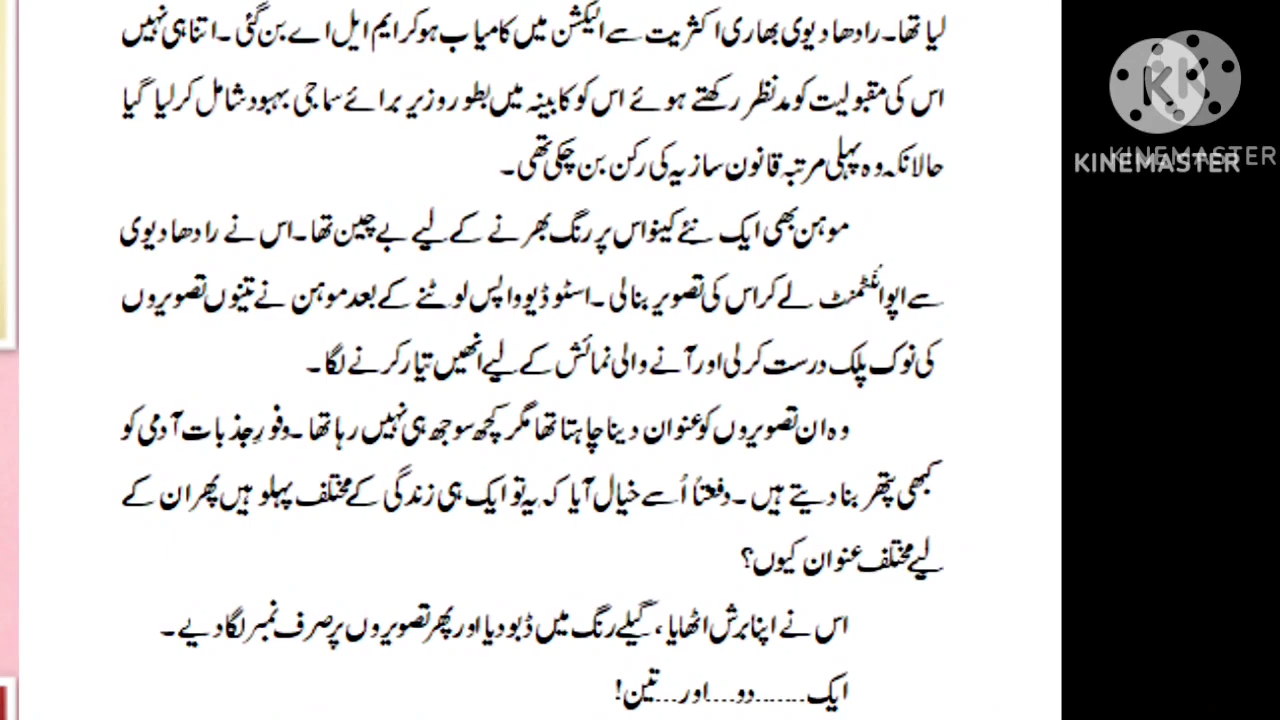 لیا تھا۔ رادھا دیوی بھاری اکثریت سے الیکشن میں کامیاب ہوکر ایم ایل اے بن گئی۔ اتنا ہی نہیں
اس کی مقبولیت کو مدنظر رکھتے ہوئے اس کو کابینہ میں بطور وزیر برائے سماجی بہبود شامل کرلیا گیا
حالانکہ وہ پہلی مرتبہ قانون سازیہ کی رکن بن چکی تھی۔
موہن بھی ایک نئے کینواس پر رنگ بھرنے کے لیے بے چین تھا۔ اس نے رادھا دیوی
سے اپوائنٹمنٹ لے کر اس کی تصویر بنالی۔ اسٹوڈیو واپس لوٹنے کے بعد موہن نے تینوں تصویروں
کی نوک پلک درست کرلی اور آنے والی نمائش کے لیے انھیں تیار کرنے لگا۔
وہ ان تصویروں کو عنوان دینا چاہتا تھا مگر کچھ سوجھ ہی نہیں رہا تھا۔ وفورِ جذبات آدمی کو
کبھی پتھر بنا دیتے ہیں۔ دفعتاً اُسے خیال آیا کہ یہ تو ایک ہی زندگی کے مختلف پہلو ہیں پھر ان کے
لیے مختلف عنوان کیوں؟
اس نے اپنا برش اٹھایا، گیلے رنگ میں ڈبو دیا اور پھر تصویروں پر صرف نمبر لگا دیے۔
ایک.......دو....اور....تین!
KINEMASTER
KINEMASTER